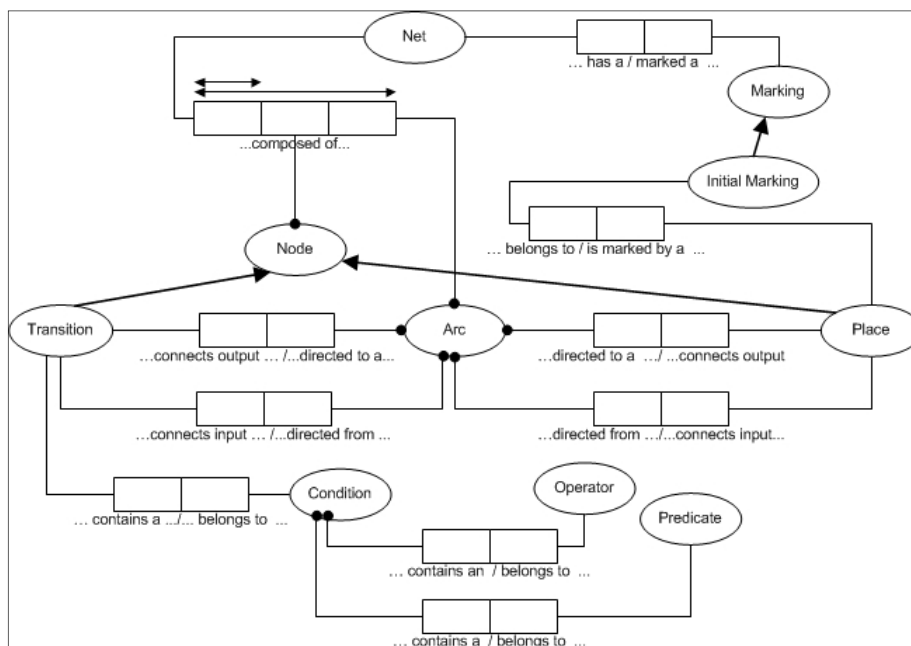 Net
… has a / marked a ...
Marking
...composed of...
Initial Marking
… belongs to / is marked by a ...
Node
Transition
Arc
Place
…connects output … /...directed to a...
…directed to a …/ ...connects output
…connects input … /...directed from ...
…directed from …/...connects input...
Condition
Operator
Predicate
… contains a .../... belongs to ...
… contains an / belongs to ...
… contains a / belongs to ...